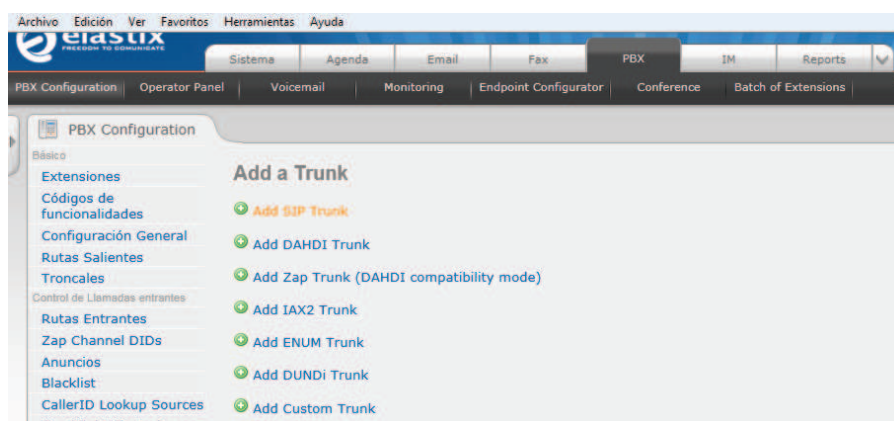 Archivo Edición Ver Favoritos Herramientas Ayuda
elastix
FREEDOM TO COMMUNICATE
Sistema Agenda Email Fax PBX IM Reports
PBX Configuration Operator Panel Voicemail Monitoring Endpoint Configurator Conference Batch of Extensions
PBX Configuration
Básico
Extensiones
Códigos de
funcionalidades
Configuración General
Rutas Salientes
Troncales
Control de Llamadas entrantes
Rutas Entrantes
Zap Channel DIDs
Anuncios
Blacklist
CallerID Lookup Sources
Add a Trunk
Add SIP Trunk
Add DAHDI Trunk
Add Zap Trunk (DAHDI compatibility mode)
Add IAX2 Trunk
Add ENUM Trunk
Add DUNDi Trunk
Add Custom Trunk